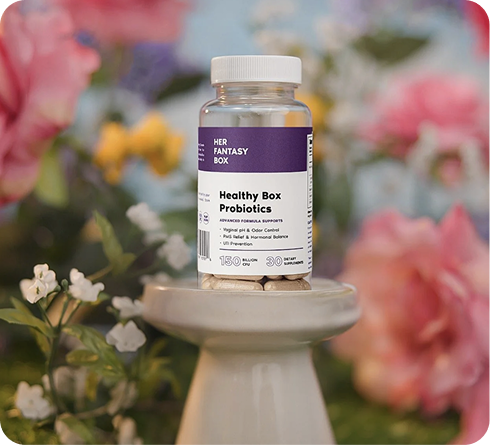 HER
FANTASY
BOX
Healthy Box
Probiotics
ADVANCED FORMULA SUPPORTS
• Vaginal pH & Odor Control
• PMS Relief & Hormonal Balance
• UTI Prevention
150 BILLION CFU
30 DIETARY SUPPLEMENTS